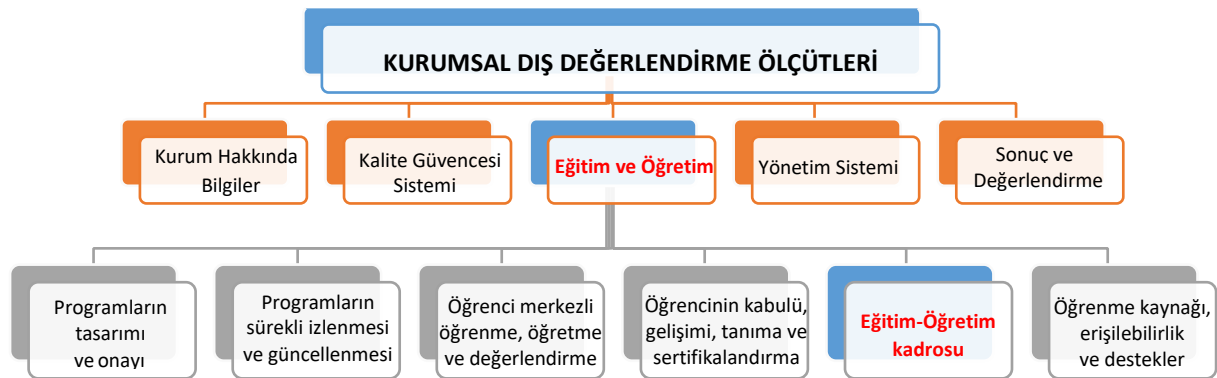 KURUMSAL DIŞ DEĞERLENDİRME ÖLÇÜTLERİ
Kurum Hakkında
Bilgiler
Kalite Güvencesi
Sistemi
Eğitim ve Öğretim
Yönetim Sistemi
Sonuç ve
Değerlendirme
Programların
tasarımı
ve onayı
Programların
sürekli izlenmesi
ve güncellenmesi
Öğrenci merkezli
öğrenme, öğretme
ve değerlendirme
Öğrencinin kabulü,
gelişimi, tanıma ve
sertifikalandırma
Eğitim-Öğretim
kadrosu
Öğrenme kaynağı,
erişilebilirlik
ve destekler